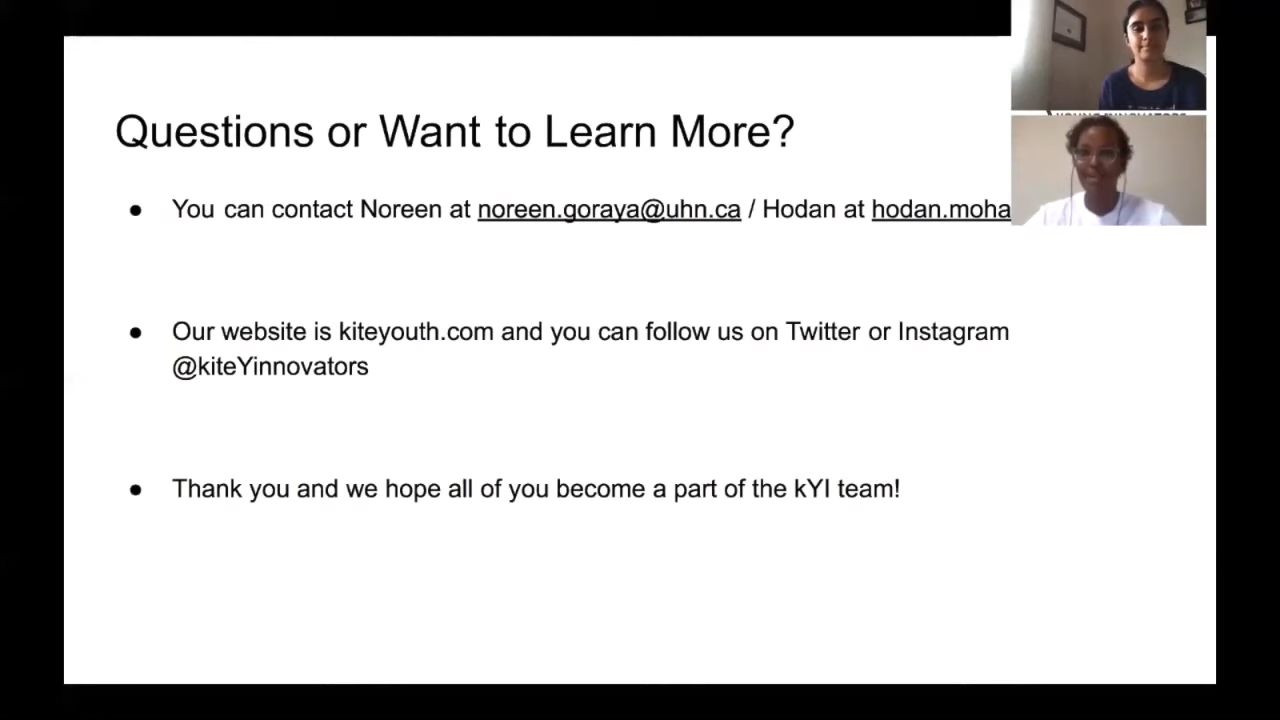 Questions or Want to Learn More?
● You can contact Noreen at noreen.goraya@uhn.ca / Hodan at hodan.moha
● Our website is kiteyouth.com and you can follow us on Twitter or Instagram
@kiteYinnovators
● Thank you and we hope all of you become a part of the kYI team!